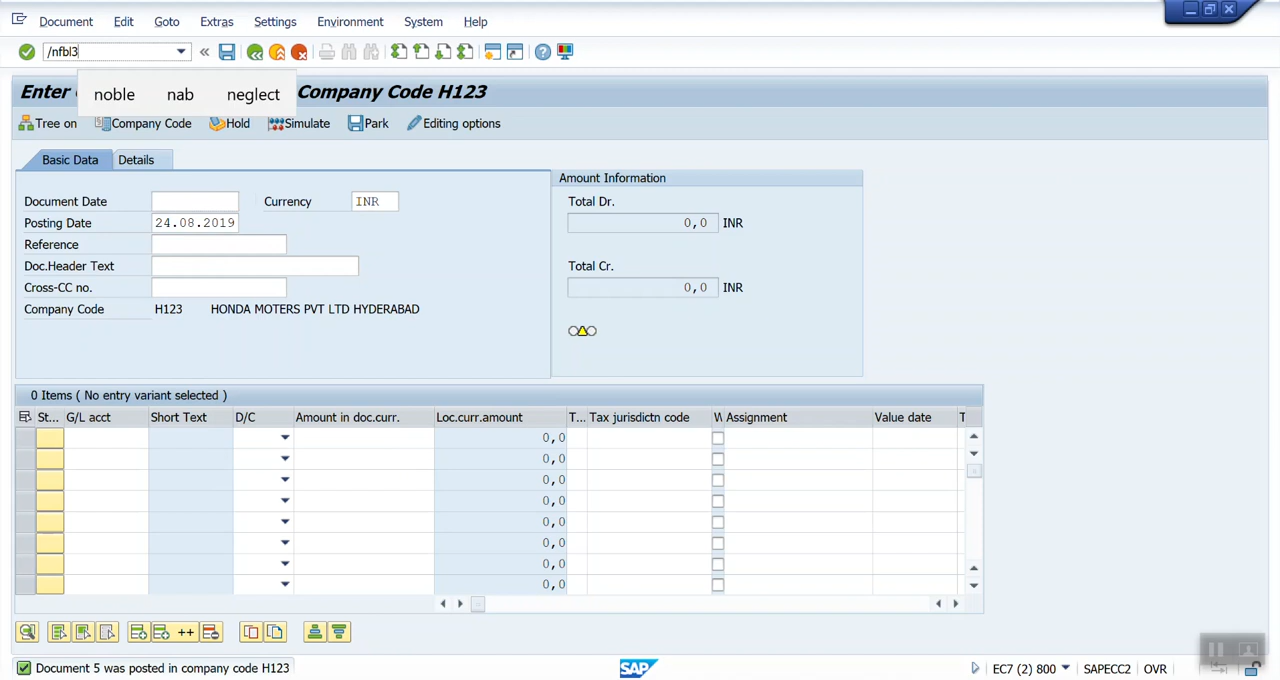 Document Edit Goto Extras Settings Environment System Help
/nfbl3
noble nab neglect
Enter Company Code H123
Tree on Company Code Hold Simulate Park Editing options
Basic Data Details
Amount Information
Document Date Currency INR
Total Dr.
Posting Date 24.08.2019
0,0 INR
Reference
Doc.Header Text
Total Cr.
Cross-CC no.
0,0 INR
Company Code H123 HONDA MOTERS PVT LTD HYDERABAD
0 Items ( No entry variant selected )
St... G/L acct Short Text D/C Amount in doc.curr. Loc.curr.amount T... Tax jurisdictn code W Assignment Value date T
0,0
0,0
0,0
0,0
0,0
0,0
0,0
0,0
Document 5 was posted in company code H123
SAP
EC7 (2) 800 SAPECC2 OVR